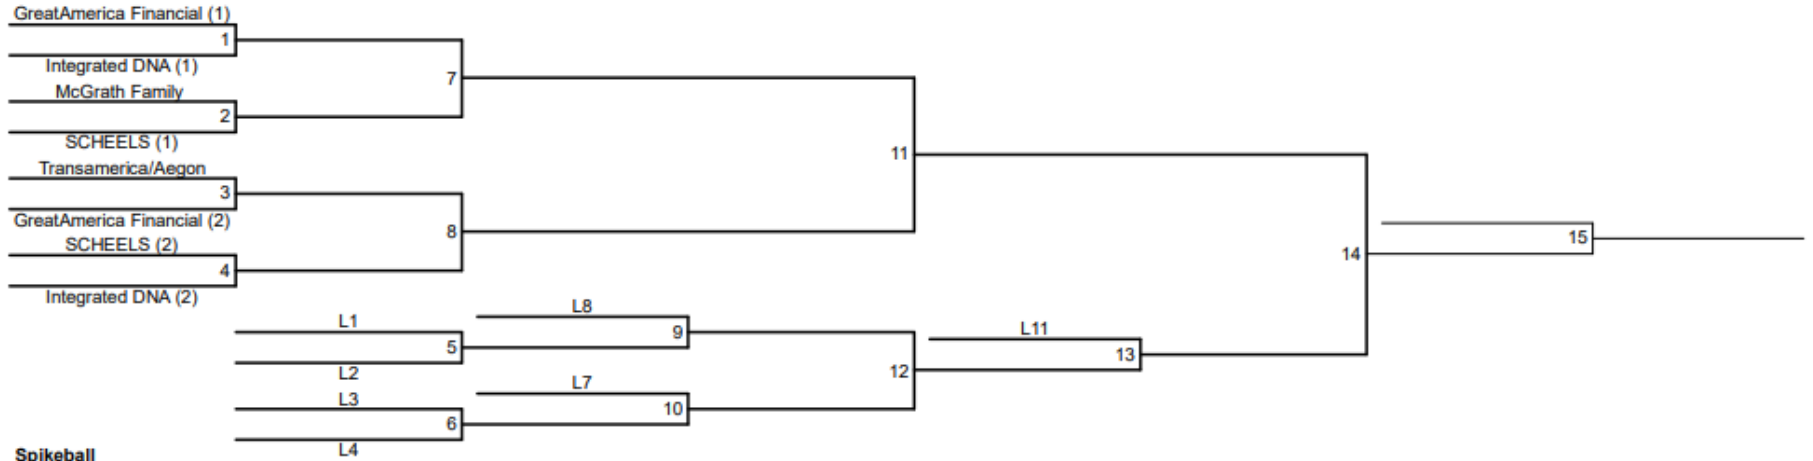 GreatAmerica Financial (1)
1
Integrated DNA (1)
7
McGrath Family
2
SCHEELS (1)
11
Transamerica/Aegon
3
GreatAmerica Financial (2)
8
SCHEELS (2)
4
Integrated DNA (2)
14
15
L1
5
L2
L8
9
L3
6
L4
L7
10
12
L11
13
Spikeball